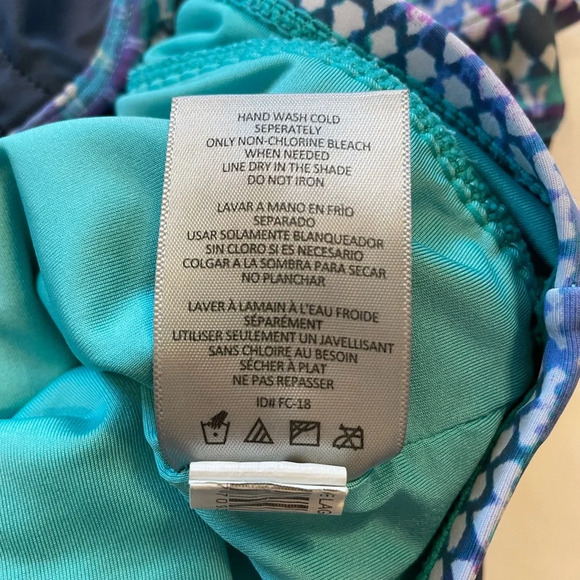 HAND WASH COLD
SEPERATELY
ONLY NON-CHLORINE BLEACH
WHEN NEEDED
LINE DRY IN THE SHADE
DO NOT IRON
LAVAR A MANO EN FRÌO
SEPARADO
USAR SOLAMENTE BLANQUEADOR
SIN CLORO SI ES NECESARIO
COLGAR A LA SOMBRA PARA SECAR
NO PLANCHAR
LAVER À LAMAIN À L'EAU FROIDE
SÉPARÉMENT
UTILISER SEULEMENT UN JAVELLISANT
SANS CHLOIRE AU BESOIN
SÉCHER À PLAT
NE PAS REPASSER
ID# FC-18